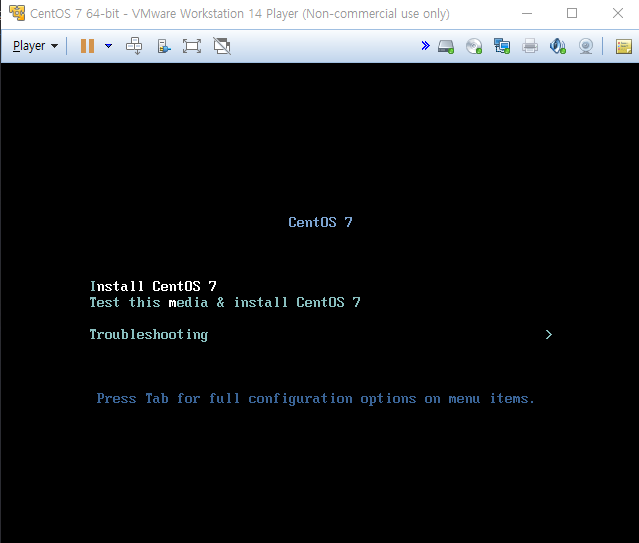 CentOS 7 64-bit - VMware Workstation 14 Player (Non-commercial use only)
Player
CentOS 7
Install CentOS 7
Test this media & install CentOS 7
Troubleshooting >
Press Tab for full configuration options on menu items.